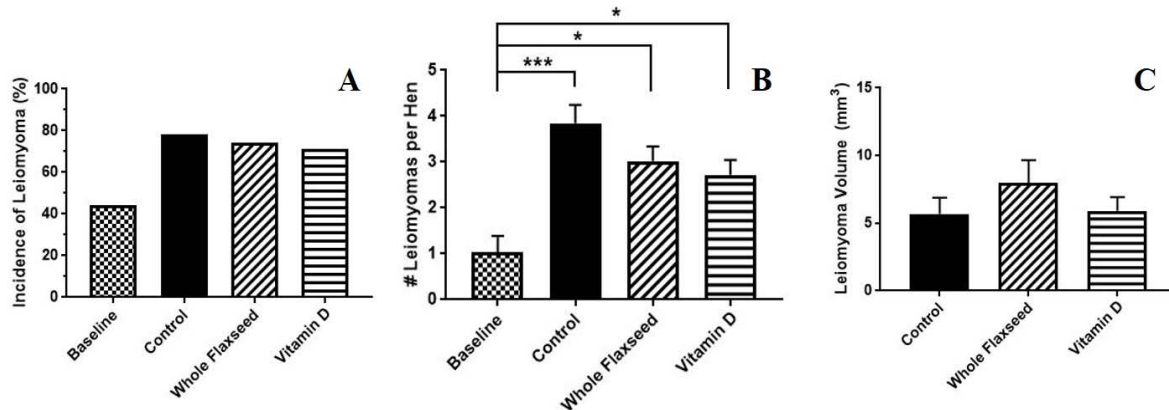 A
Incidence of Leiomyoma (%)
100
80
60
40
20
0
Baseline
Control
Whole Flaxseed
Vitamin D
B
*
*
***
# Leiomyomas per Hen
5
4
3
2
1
0
Baseline
Control
Whole Flaxseed
Vitamin D
C
Leiomyoma Volume (mm³)
15
10
5
0
Control
Whole Flaxseed
Vitamin D